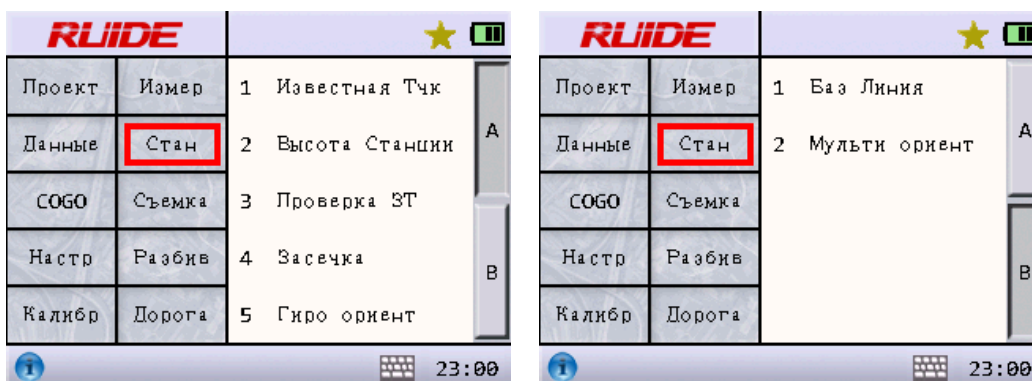 RUIDE
Проект Измер 1 Известная Тчк A
Данные Стан 2 Высота Станции
COGO Съемка 3 Проверка ЗТ
Настр Разбив 4 Засечка B
Калибр Дорога 5 Гиро ориент
23:00
RUIDE
Проект Измер 1 Баз Линия A
Данные Стан 2 Мульти ориент
COGO Съемка
Настр Разбив B
Калибр Дорога
23:00